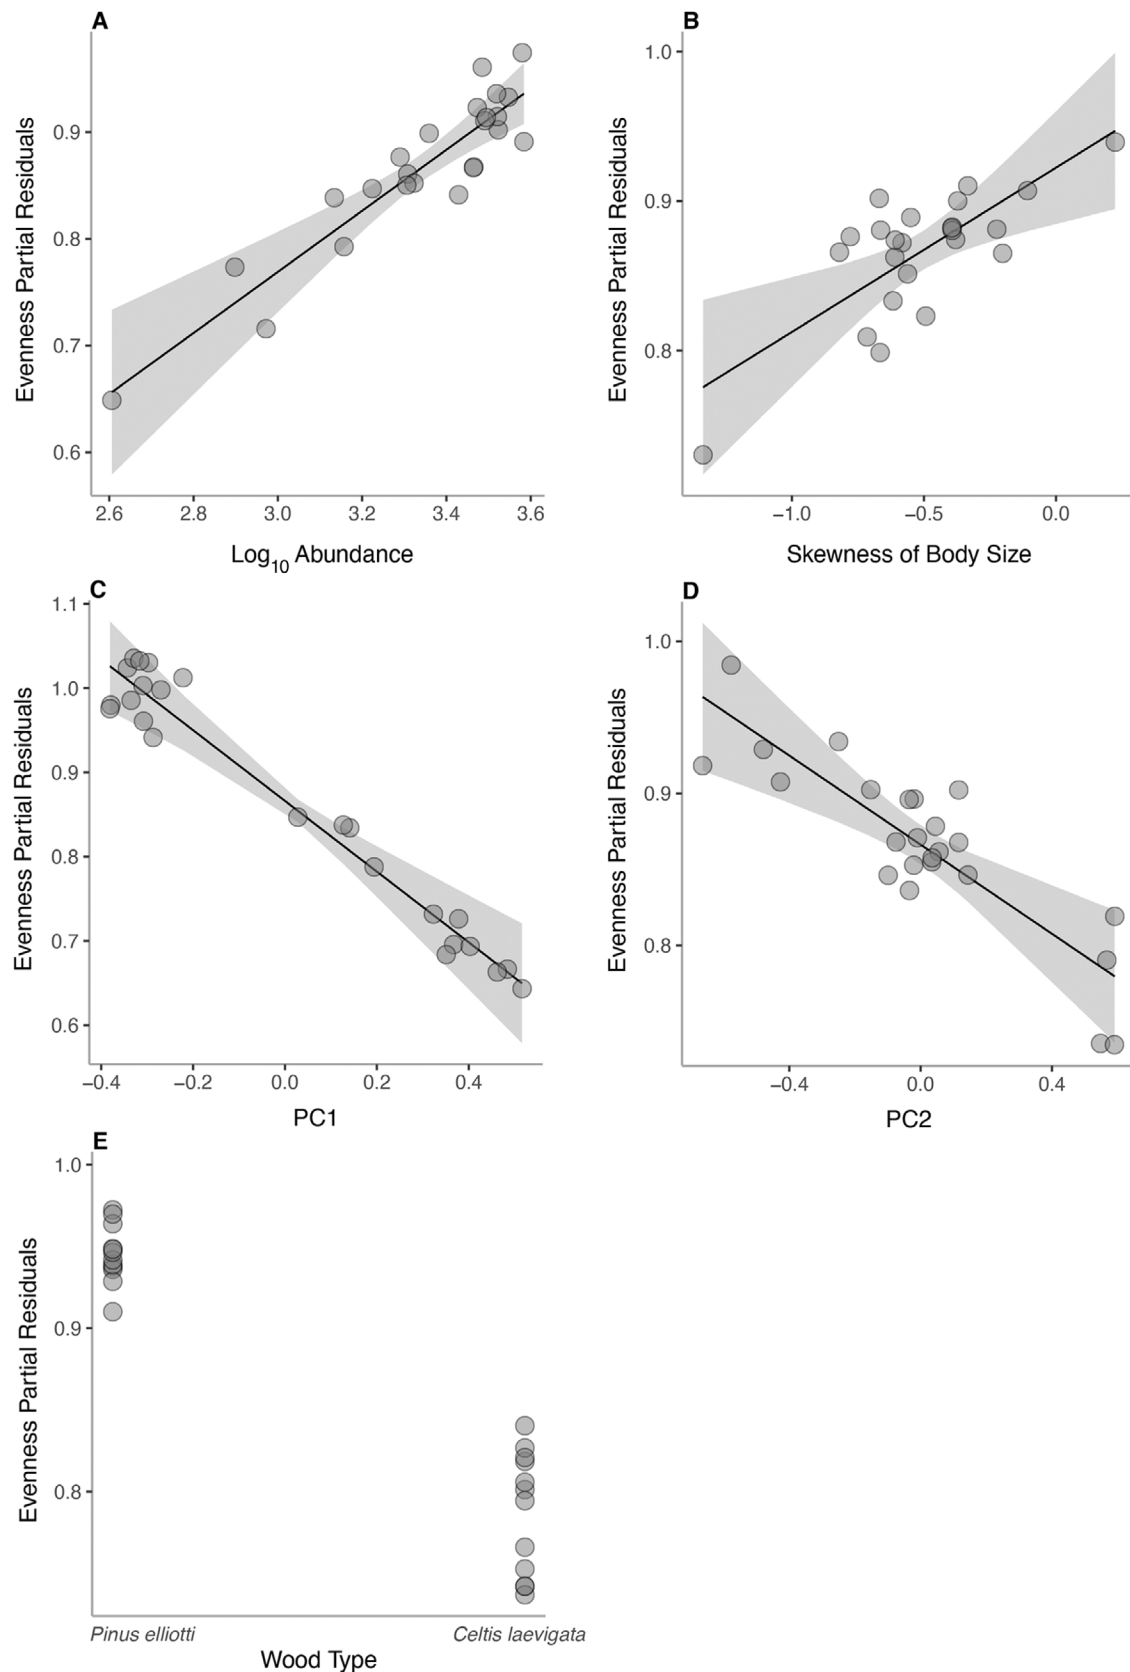 A
Evenness Partial Residuals
0.9
0.8
0.7
0.6
2.6 2.8 3.0 3.2 3.4 3.6
Log10 Abundance
B
Evenness Partial Residuals
1.0
0.9
0.8
−1.0 −0.5 0.0
Skewness of Body Size
C
Evenness Partial Residuals
1.1
1.0
0.9
0.8
0.7
0.6
−0.4 −0.2 0.0 0.2 0.4
PC1
D
Evenness Partial Residuals
1.0
0.9
0.8
−0.4 0.0 0.4
PC2
E
Evenness Partial Residuals
1.0
0.9
0.8
Pinus elliotti Celtis laevigata
Wood Type